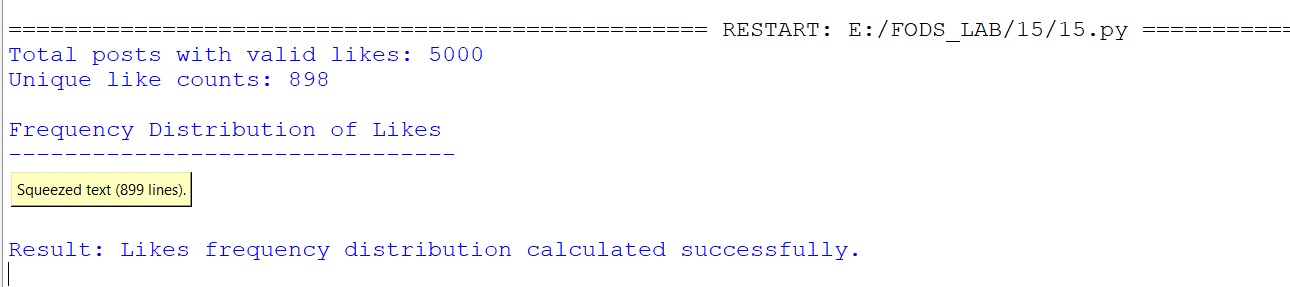 ================================================== RESTART: E:/FODS_LAB/15/15.py ===========
Total posts with valid likes: 5000
Unique like counts: 898
Frequency Distribution of Likes
--------------------------------
Squeezed text (899 lines).
Result: Likes frequency distribution calculated successfully.